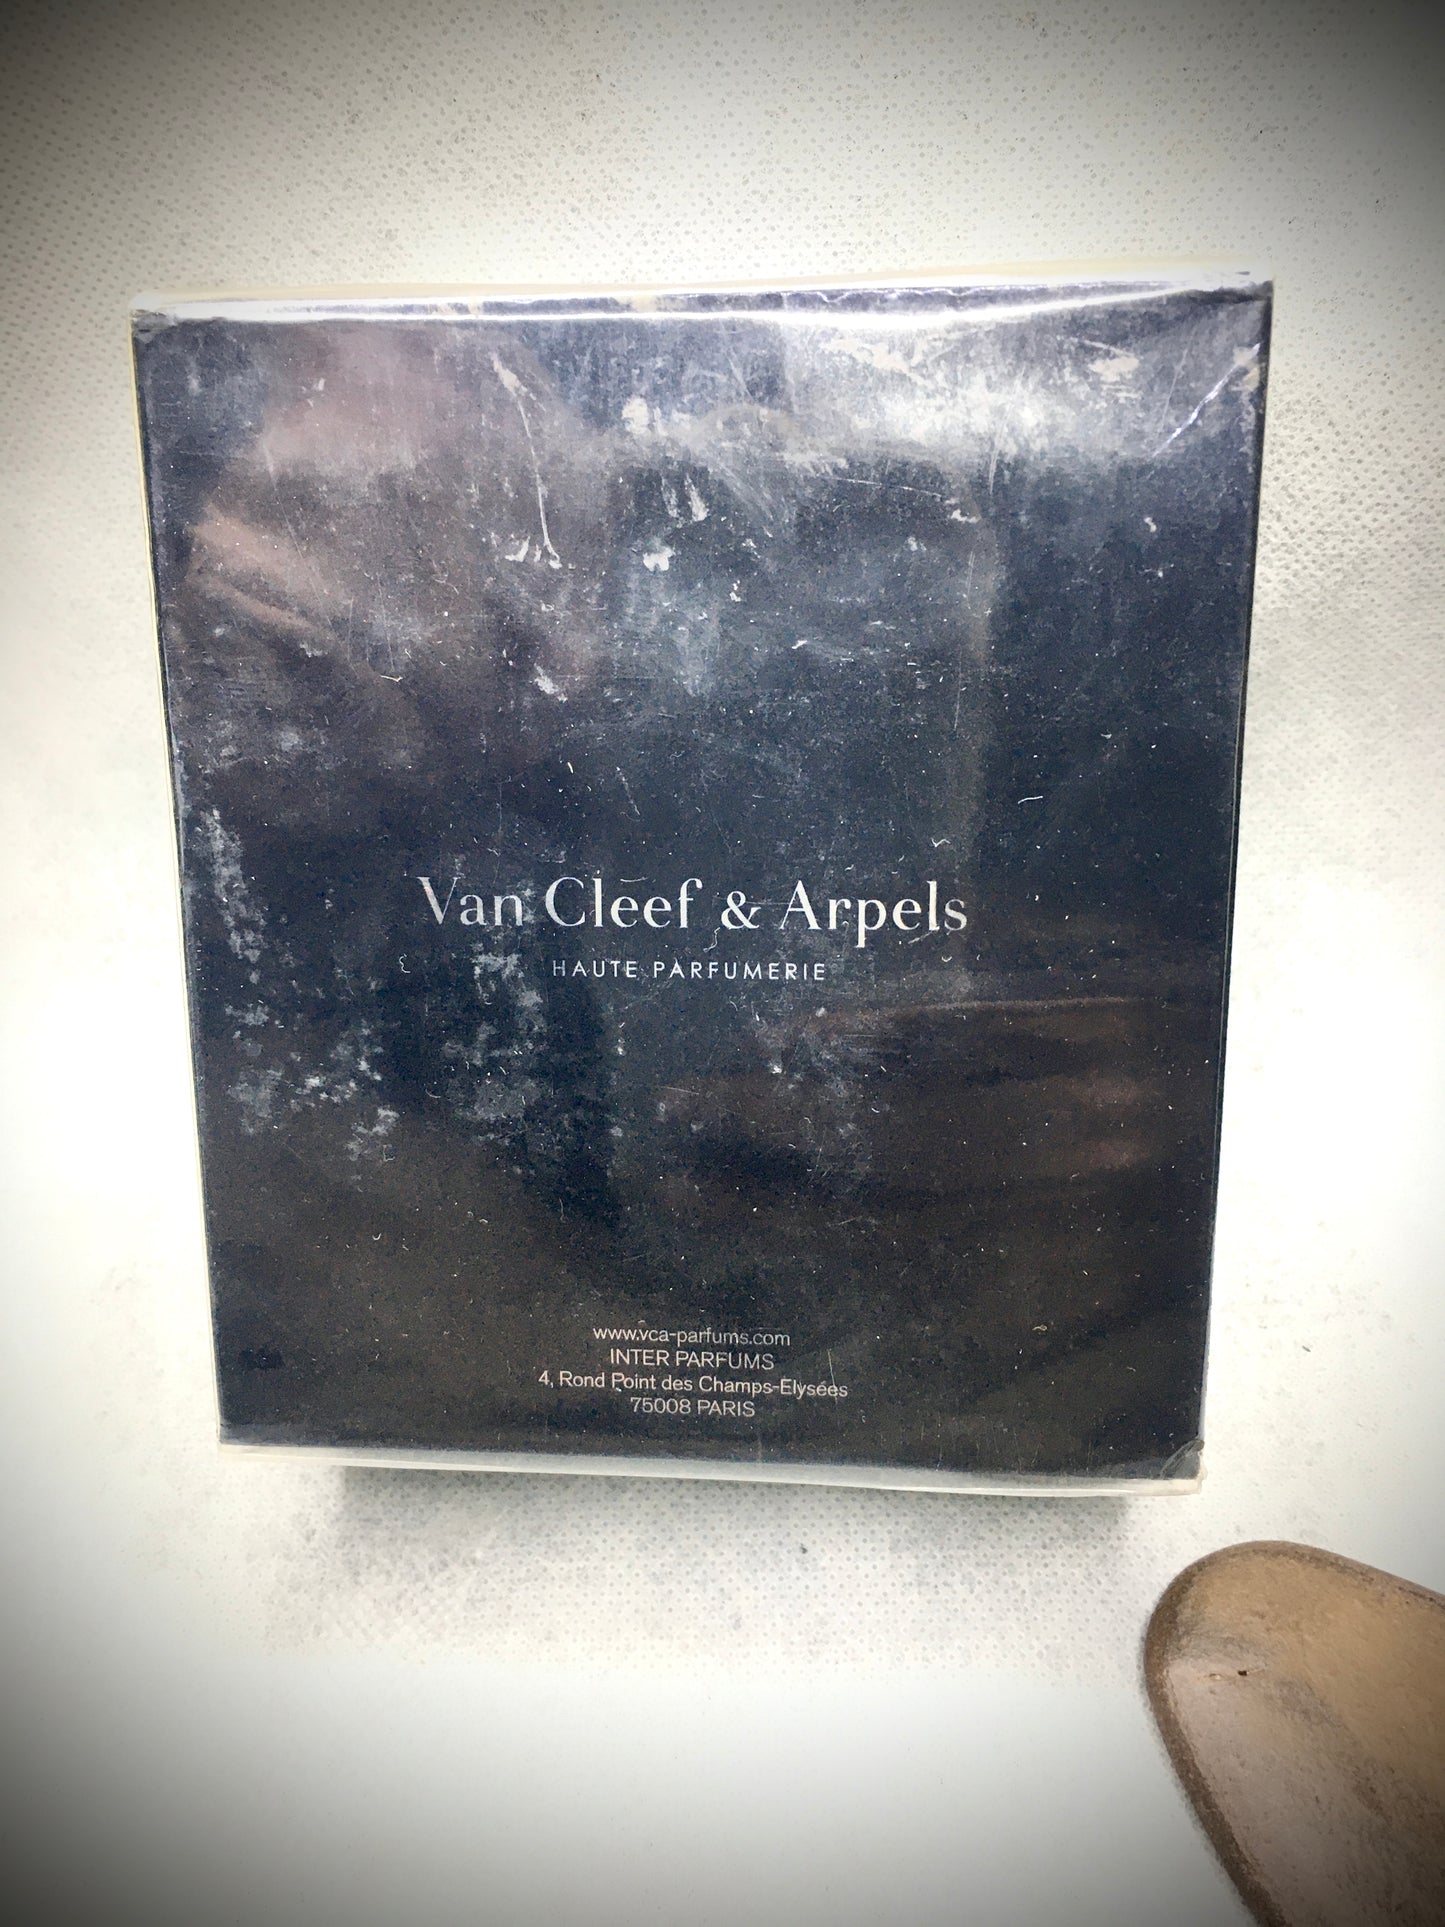 Van Cleef & Arpels
HAUTE PARFUMERIE
www.vca-parfums.com
INTER PARFUMS
4, Rond Point des Champs-Elysées
75008 PARIS